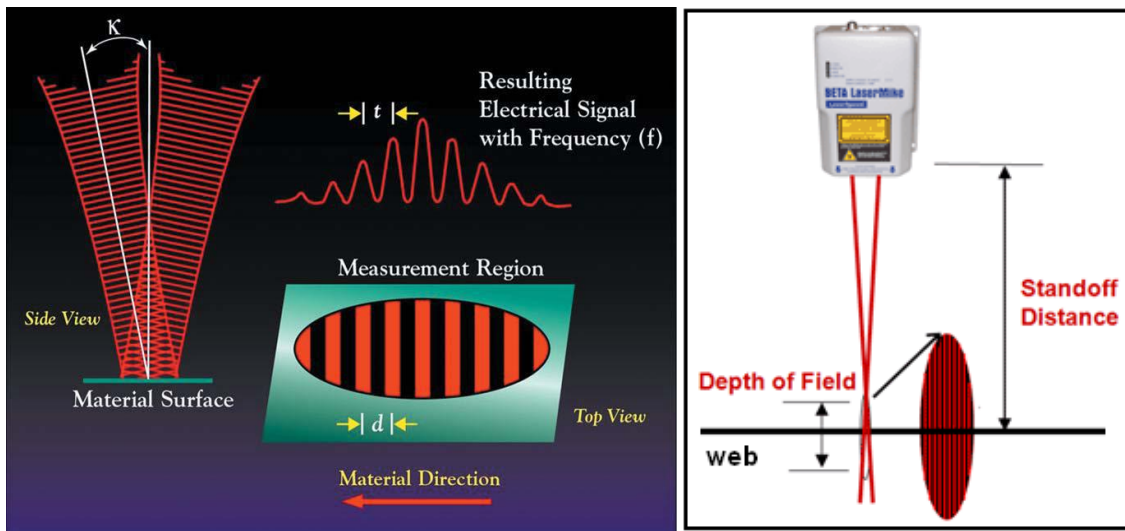 κ
Resulting
Electrical Signal
with Frequency (f)
t
Measurement Region
Side View
Material Surface
d
Top View
Material Direction
BETA LaserMike
Standoff
Distance
Depth of Field
web